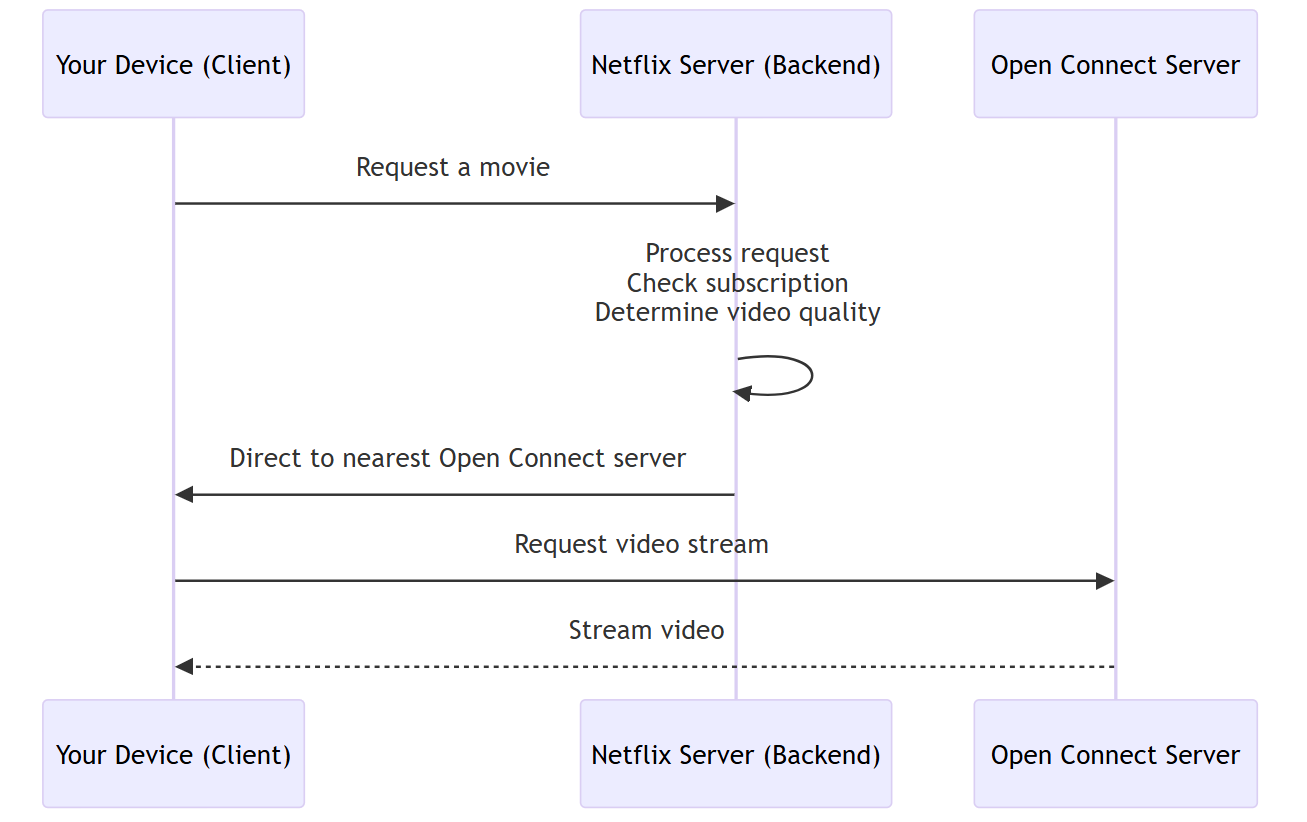 Your Device (Client)
Netflix Server (Backend)
Open Connect Server
Request a movie
Process request
Check subscription
Determine video quality
Direct to nearest Open Connect server
Request video stream
Stream video
Your Device (Client)
Netflix Server (Backend)
Open Connect Server